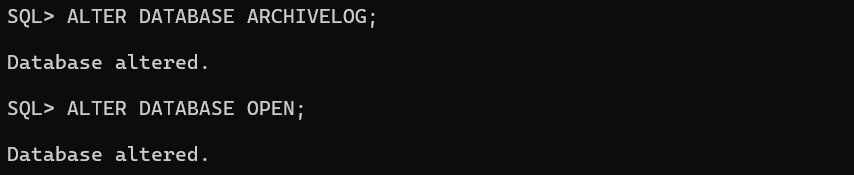 SQL> ALTER DATABASE ARCHIVELOG;
Database altered.
SQL> ALTER DATABASE OPEN;
Database altered.